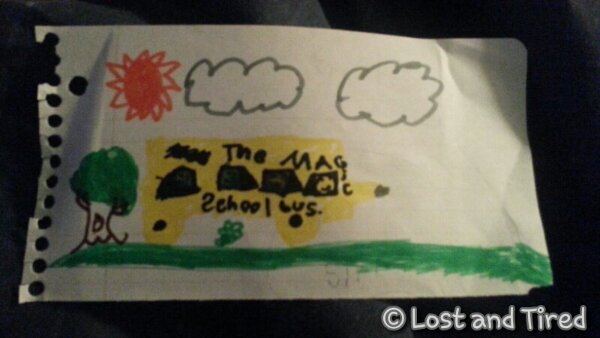 The MAGIC
School bus.
© Lost and Tired